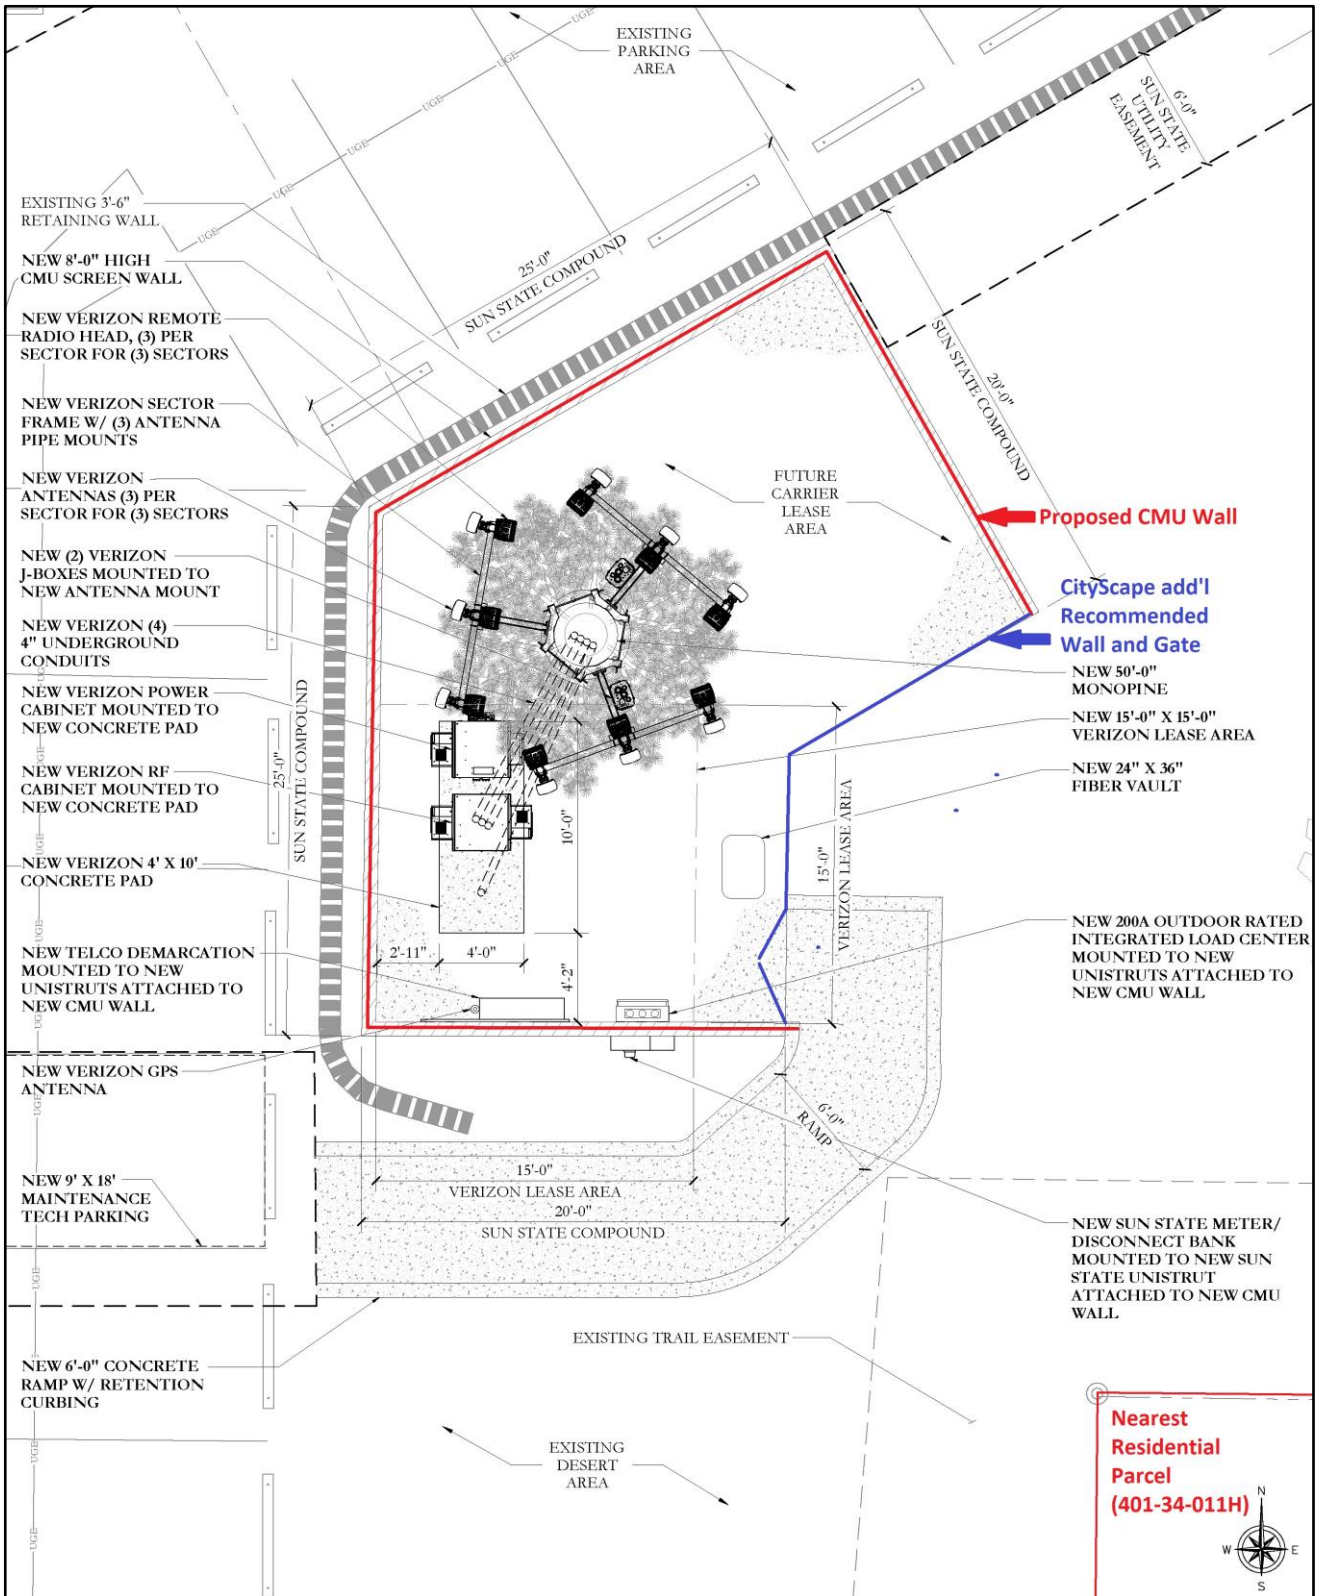 EXISTING
PARKING
AREA
UGE
UGE
UGE
UGE
UGE
UGE
6'-0"
SUN STATE
UTILITY
EASEMENT
EXISTING 3'-6"
RETAINING WALL
NEW 8'-0" HIGH
CMU SCREEN WALL
25'-0"
SUN STATE COMPOUND
NEW VERIZON REMOTE
RADIO HEAD, (3) PER
SECTOR FOR (3) SECTORS
20'-0"
SUN STATE COMPOUND
NEW VERIZON SECTOR
FRAME W/ (3) ANTENNA
PIPE MOUNTS
NEW VERIZON
ANTENNAS (3) PER
SECTOR FOR (3) SECTORS
FUTURE
CARRIER
LEASE
AREA
Proposed CMU Wall
NEW (2) VERIZON
J-BOXES MOUNTED TO
NEW ANTENNA MOUNT
CityScape add'l
Recommended
Wall and Gate
NEW VERIZON (4)
4" UNDERGROUND
CONDUITS
UGE
NEW 50'-0"
MONOPINE
NEW VERIZON POWER
CABINET MOUNTED TO
NEW CONCRETE PAD
NEW 15'-0" X 15'-0"
VERIZON LEASE AREA
25'-0"
SUN STATE COMPOUND
NEW VERIZON RF
CABINET MOUNTED TO
NEW CONCRETE PAD
NEW 24" X 36"
FIBER VAULT
10'-0"
15'-0"
VERIZON LEASE AREA
UGE
NEW VERIZON 4' X 10'
CONCRETE PAD
NEW TELCO DEMARCATION
MOUNTED TO NEW
UNISTRUTS ATTACHED TO
NEW CMU WALL
2'-11"
4'-0"
4'-2"
NEW 200A OUTDOOR RATED
INTEGRATED LOAD CENTER
MOUNTED TO NEW
UNISTRUTS ATTACHED TO
NEW CMU WALL
NEW VERIZON GPS
ANTENNA
UGE
6'-0"
RAMP
NEW 9' X 18'
MAINTENANCE
TECH PARKING
15'-0"
VERIZON LEASE AREA
20'-0"
SUN STATE COMPOUND
NEW SUN STATE METER/
DISCONNECT BANK
MOUNTED TO NEW SUN
STATE UNISTRUT
ATTACHED TO NEW CMU
WALL
UGE
EXISTING TRAIL EASEMENT
NEW 6'-0" CONCRETE
RAMP W/ RETENTION
CURBING
UGE
EXISTING
DESERT
AREA
Nearest
Residential
Parcel
(401-34-011H)
UGE
N
W
E
S